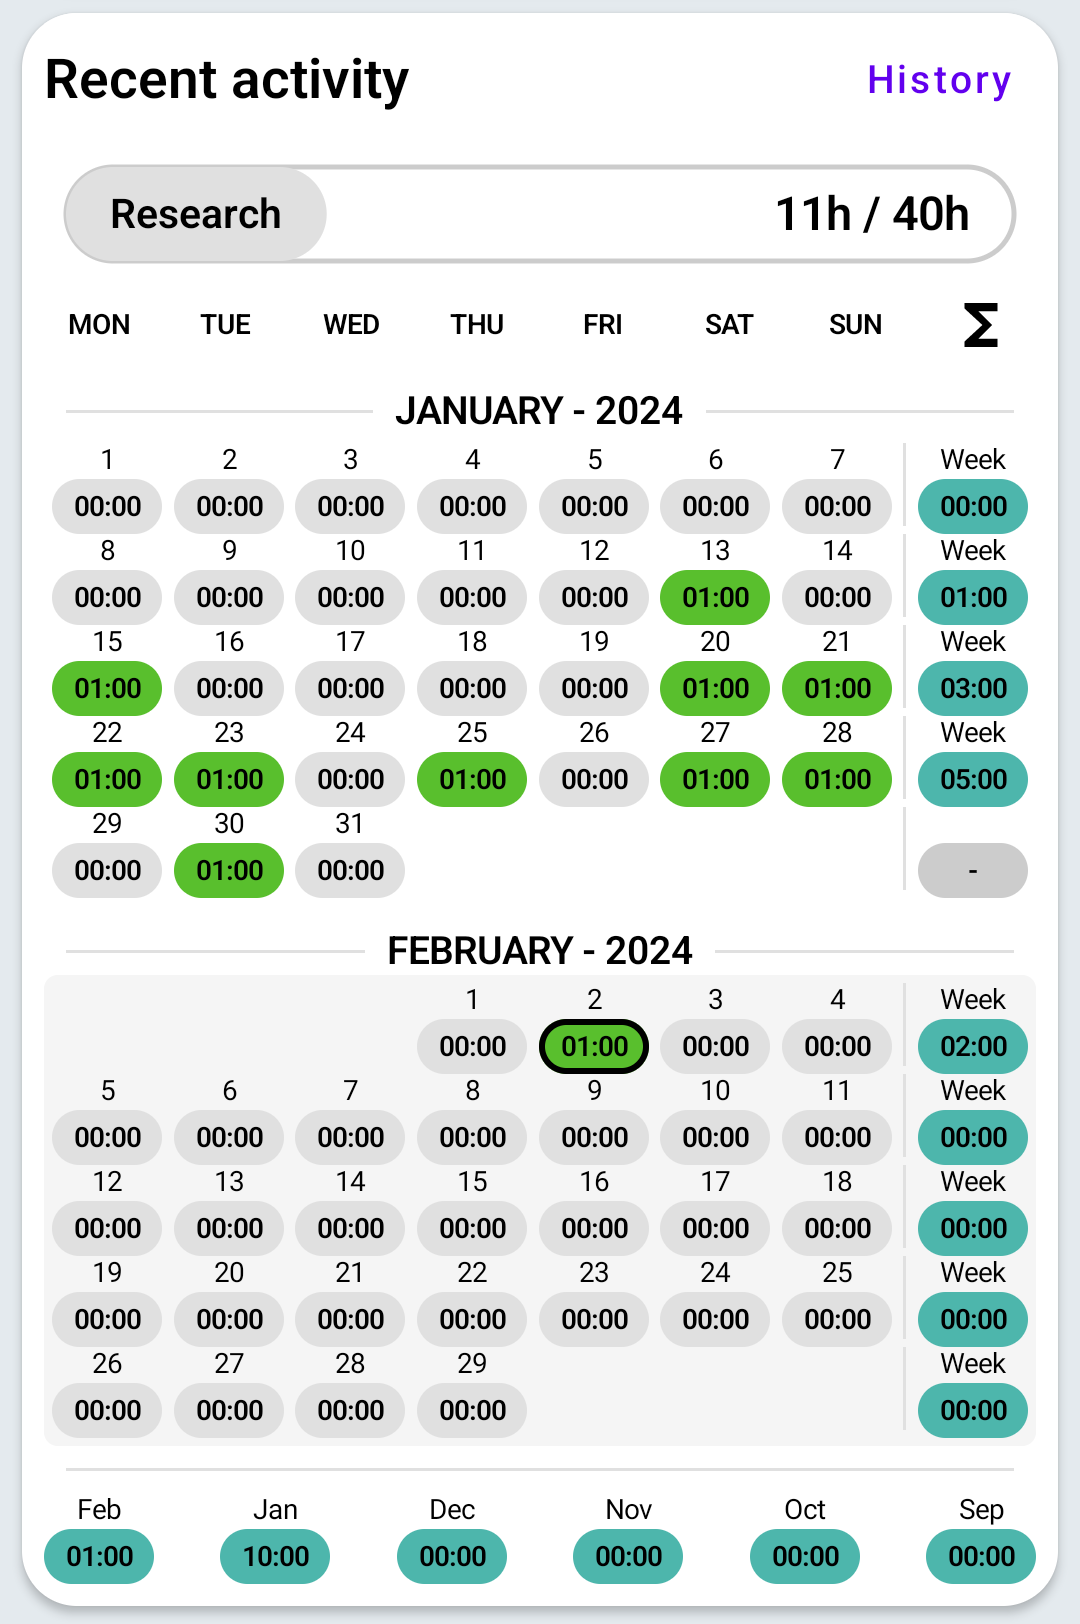 Recent activity History
Research 11h / 40h
MON TUE WED THU FRI SAT SUN Σ
JANUARY - 2024
1 2 3 4 5 6 7 Week
00:00 00:00 00:00 00:00 00:00 00:00 00:00 00:00
8 9 10 11 12 13 14 Week
00:00 00:00 00:00 00:00 00:00 01:00 00:00 01:00
15 16 17 18 19 20 21 Week
01:00 00:00 00:00 00:00 00:00 01:00 01:00 03:00
22 23 24 25 26 27 28 Week
01:00 01:00 00:00 01:00 00:00 01:00 01:00 05:00
29 30 31
00:00 01:00 00:00 -
FEBRUARY - 2024
1 2 3 4 Week
00:00 01:00 00:00 00:00 02:00
5 6 7 8 9 10 11 Week
00:00 00:00 00:00 00:00 00:00 00:00 00:00 00:00
12 13 14 15 16 17 18 Week
00:00 00:00 00:00 00:00 00:00 00:00 00:00 00:00
19 20 21 22 23 24 25 Week
00:00 00:00 00:00 00:00 00:00 00:00 00:00 00:00
26 27 28 29 Week
00:00 00:00 00:00 00:00 00:00
Feb Jan Dec Nov Oct Sep
01:00 10:00 00:00 00:00 00:00 00:00